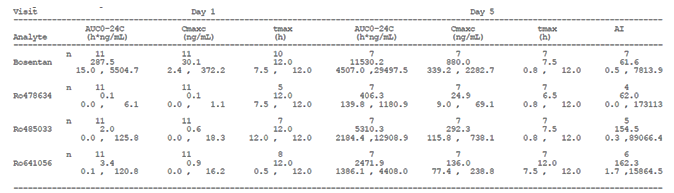 Visit Day 1 Day 5
AUC0-24C Cmaxc tmax AUC0-24C Cmaxc tmax AI
Analyte (h*ng/mL) (ng/mL) (h) (h*ng/mL) (ng/mL) (h)
n 11 11 10 7 7 7 7
Bosentan 287.5 30.1 12.0 11530.2 880.0 7.5 61.6
15.0 , 5504.7 2.4 , 372.2 7.5 , 12.0 4507.0 ,29497.5 339.2 , 2282.7 0.8 , 12.0 0.5 , 7813.9
n 11 11 5 7 7 7 4
Ro478634 0.1 0.1 12.0 406.3 24.9 6.5 62.0
0.0 , 6.1 0.0 , 1.1 7.5 , 12.0 139.8 , 1180.9 9.0 , 69.1 0.8 , 12.0 0.0 , 173113
n 11 11 7 7 7 7 5
Ro485033 2.0 0.6 12.0 5310.3 292.3 7.5 154.5
0.0 , 125.8 0.0 , 18.3 12.0 , 12.0 2184.4 ,12908.9 115.8 , 738.1 0.8 , 12.0 0.3 ,89066.4
n 11 11 8 7 7 7 6
Ro641056 3.4 0.9 12.0 2471.9 136.0 12.0 162.3
0.1 , 120.8 0.0 , 16.2 0.5 , 12.0 1386.1 , 4408.0 77.4 , 238.8 7.5 , 12.0 1.7 ,15864.5